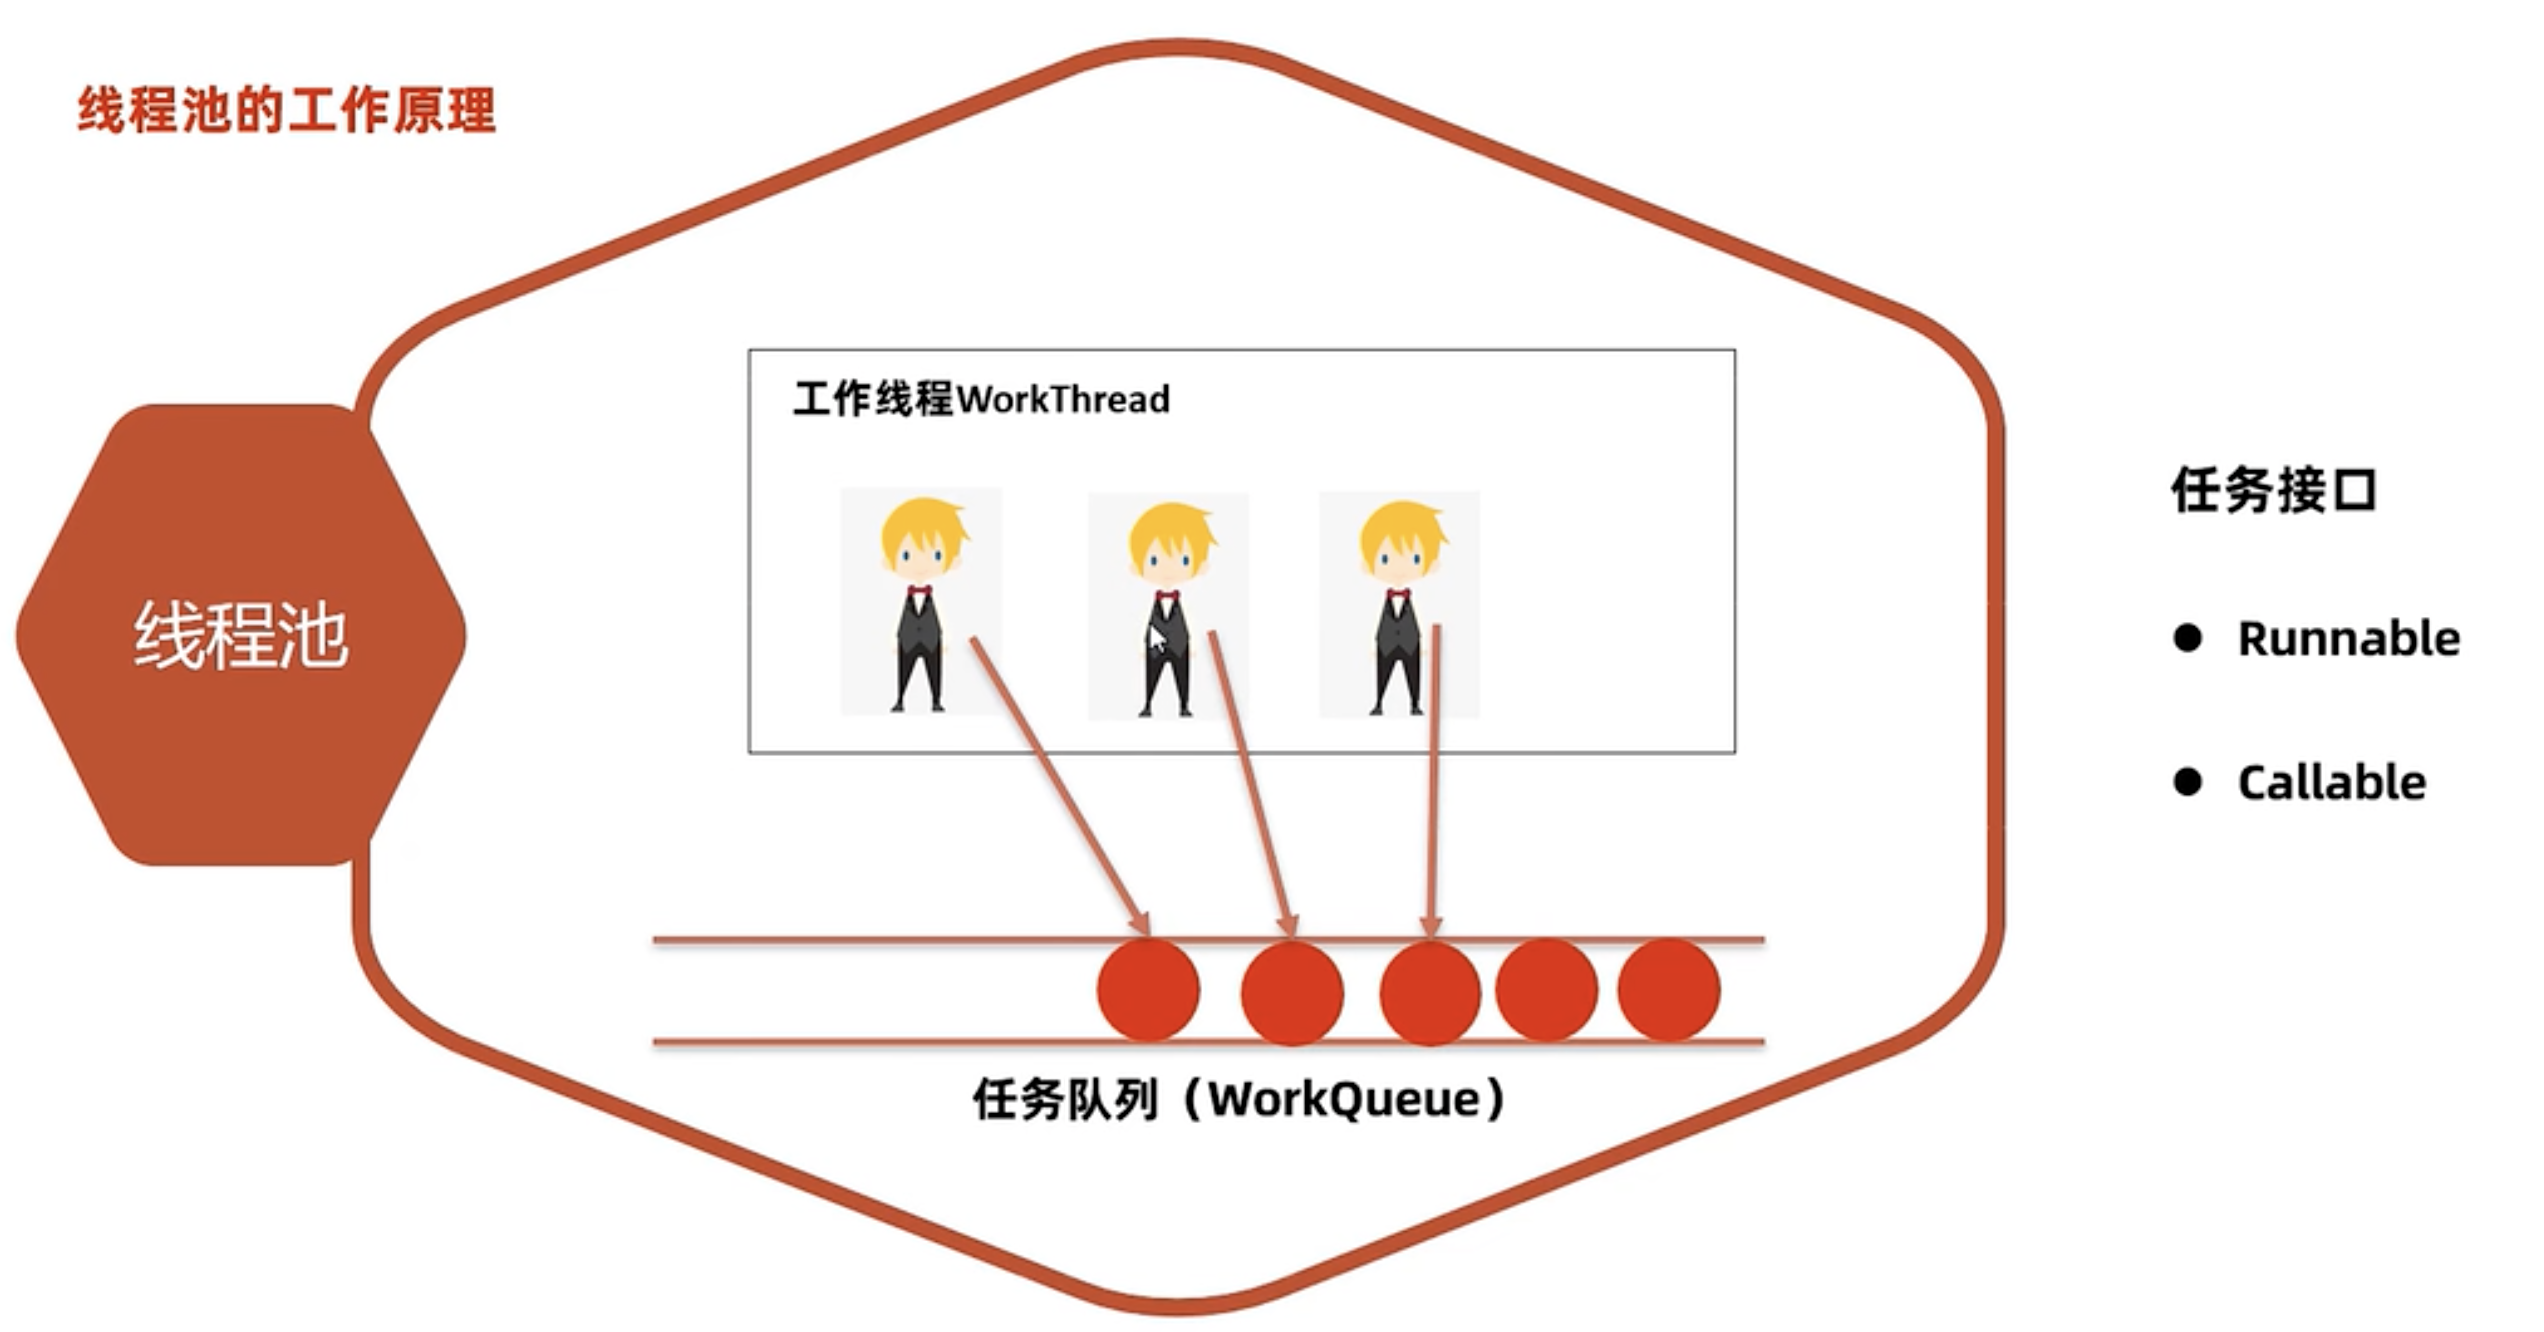 线程池的工作原理
线程池
工作线程WorkThread
任务队列（WorkQueue）
任务接口
● Runnable
● Callable